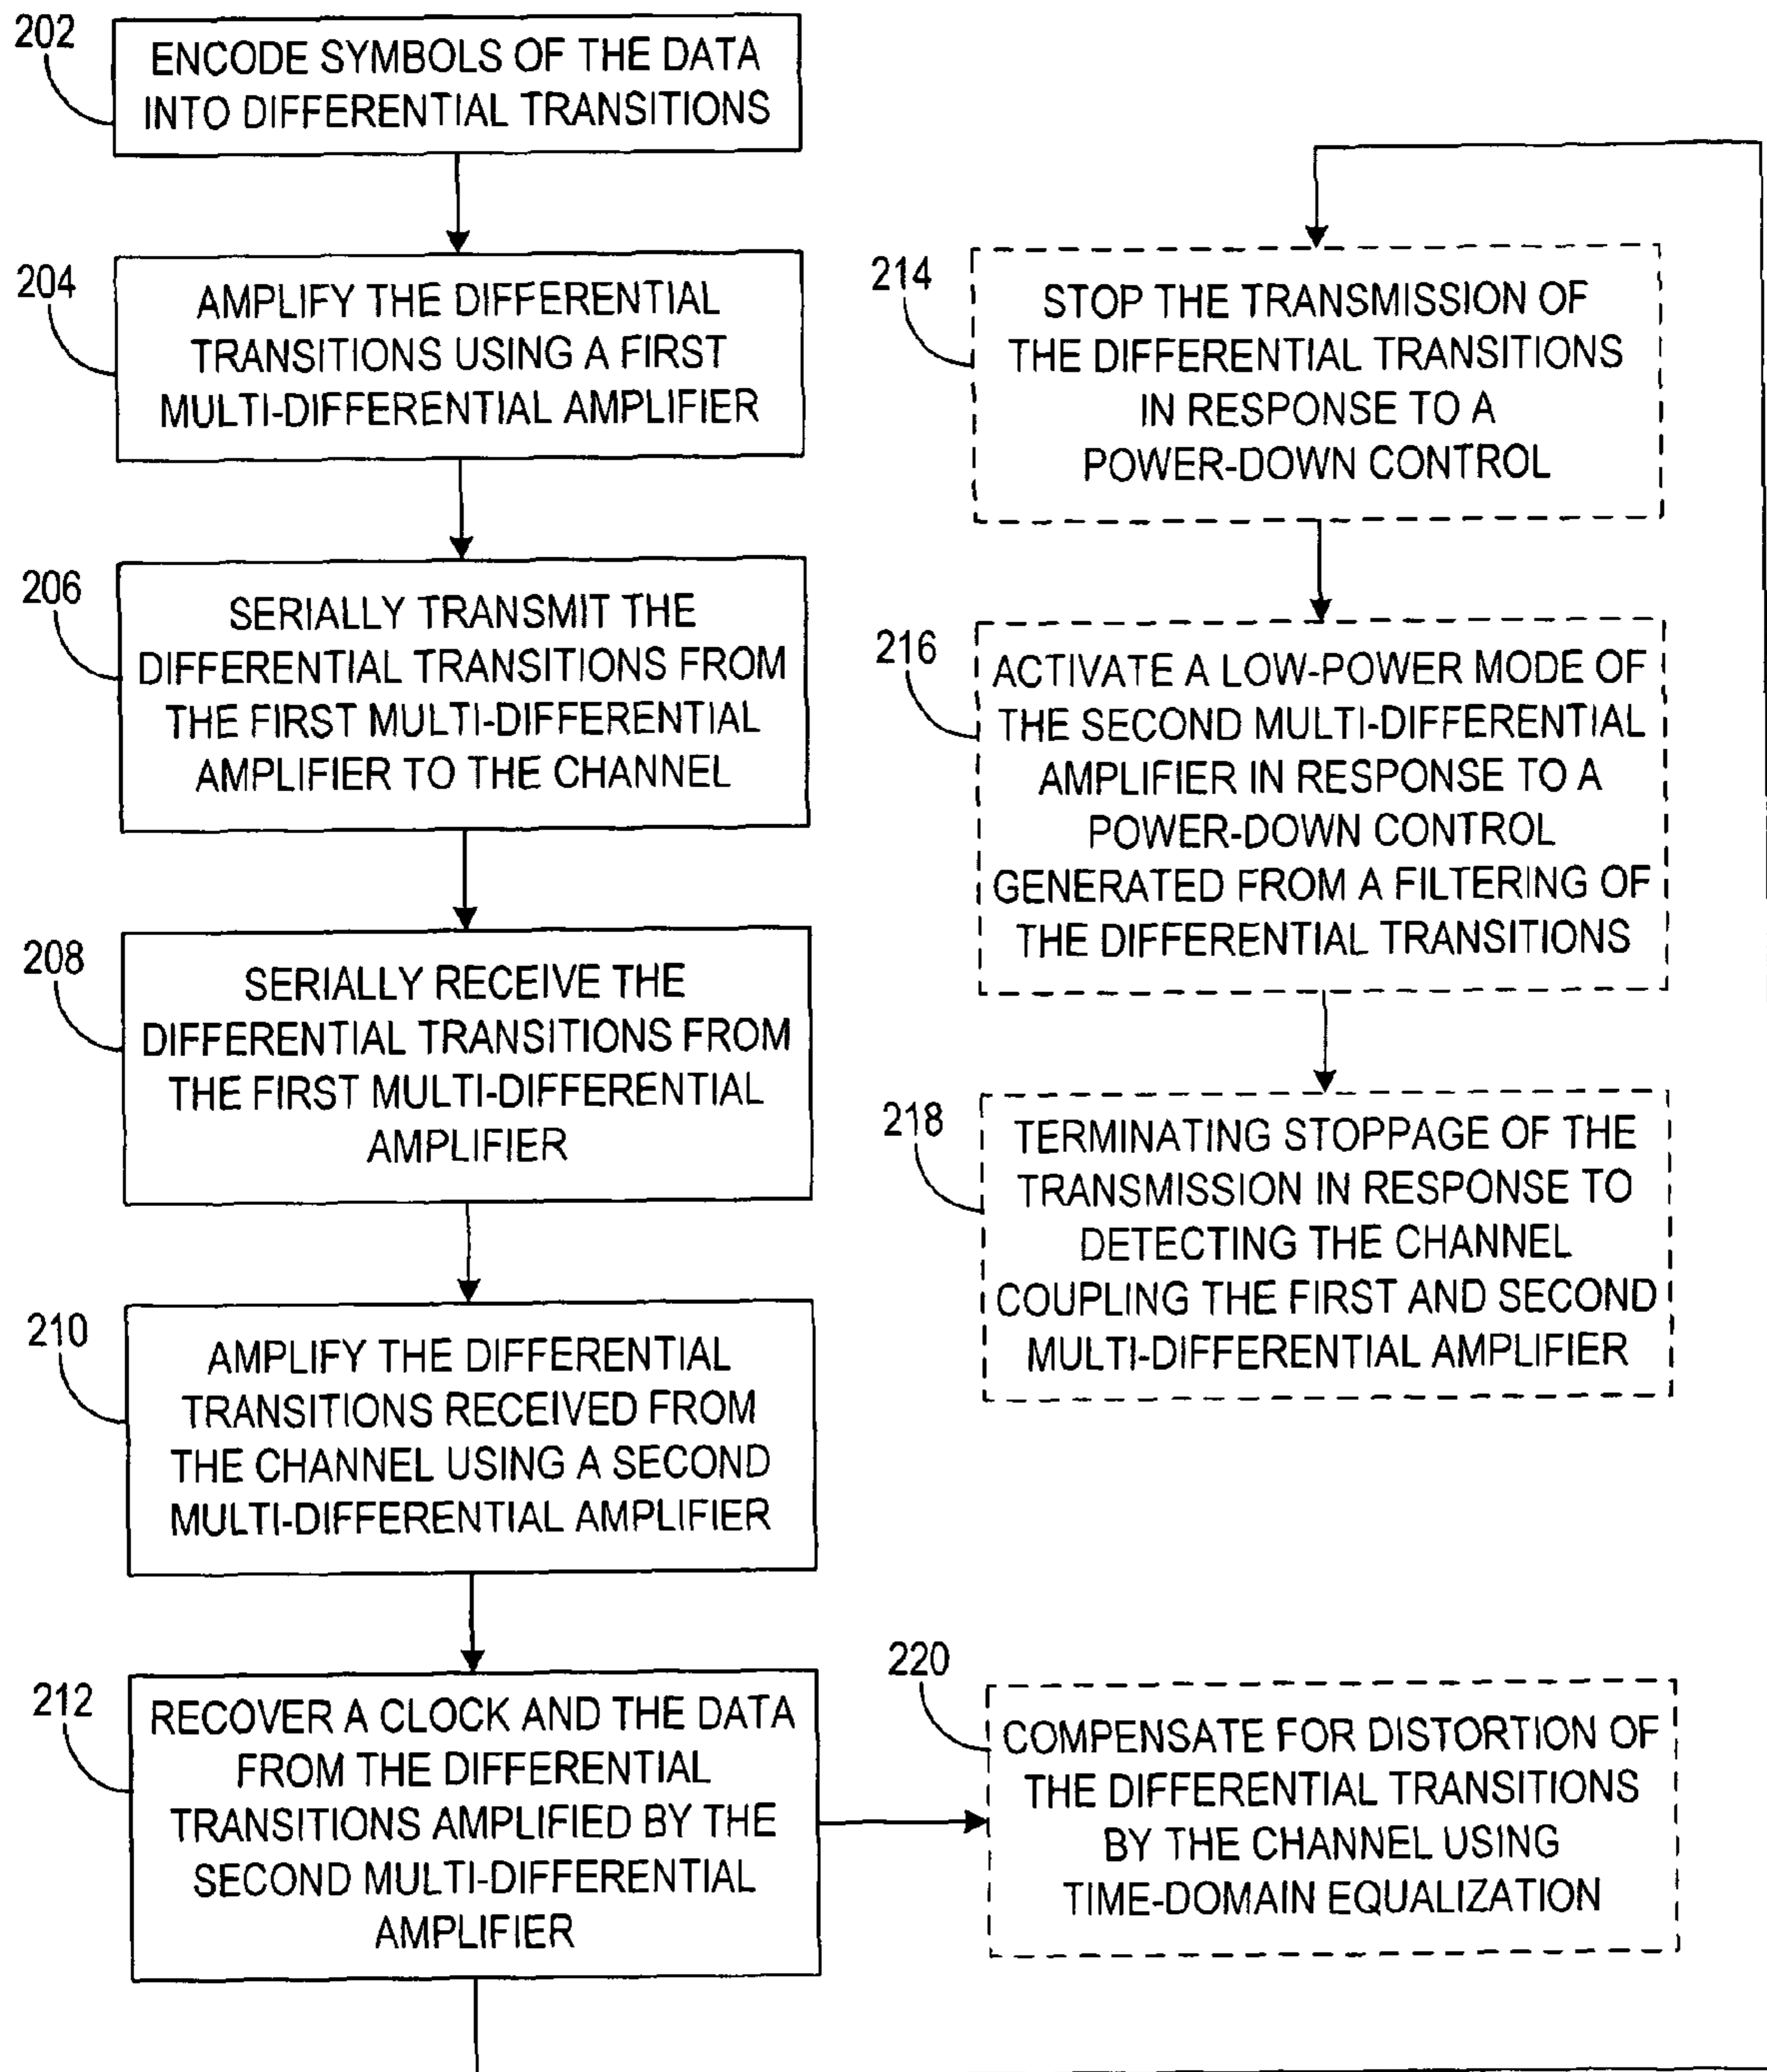 202
ENCODE SYMBOLS OF THE DATA
INTO DIFFERENTIAL TRANSITIONS
204
AMPLIFY THE DIFFERENTIAL
TRANSITIONS USING A FIRST
MULTI-DIFFERENTIAL AMPLIFIER
206
SERIALLY TRANSMIT THE
DIFFERENTIAL TRANSITIONS FROM
THE FIRST MULTI-DIFFERENTIAL
AMPLIFIER TO THE CHANNEL
208
SERIALLY RECEIVE THE
DIFFERENTIAL TRANSITIONS FROM
THE FIRST MULTI-DIFFERENTIAL
AMPLIFIER
210
AMPLIFY THE DIFFERENTIAL
TRANSITIONS RECEIVED FROM
THE CHANNEL USING A SECOND
MULTI-DIFFERENTIAL AMPLIFIER
212
RECOVER A CLOCK AND THE DATA
FROM THE DIFFERENTIAL
TRANSITIONS AMPLIFIED BY THE
SECOND MULTI-DIFFERENTIAL
AMPLIFIER
214
STOP THE TRANSMISSION OF
THE DIFFERENTIAL TRANSITIONS
IN RESPONSE TO A
POWER-DOWN CONTROL
216
ACTIVATE A LOW-POWER MODE OF
THE SECOND MULTI-DIFFERENTIAL
AMPLIFIER IN RESPONSE TO A
POWER-DOWN CONTROL
GENERATED FROM A FILTERING OF
THE DIFFERENTIAL TRANSITIONS
218
TERMINATING STOPPAGE OF THE
TRANSMISSION IN RESPONSE TO
DETECTING THE CHANNEL
COUPLING THE FIRST AND SECOND
MULTI-DIFFERENTIAL AMPLIFIER
220
COMPENSATE FOR DISTORTION OF
THE DIFFERENTIAL TRANSITIONS
BY THE CHANNEL USING
TIME-DOMAIN EQUALIZATION